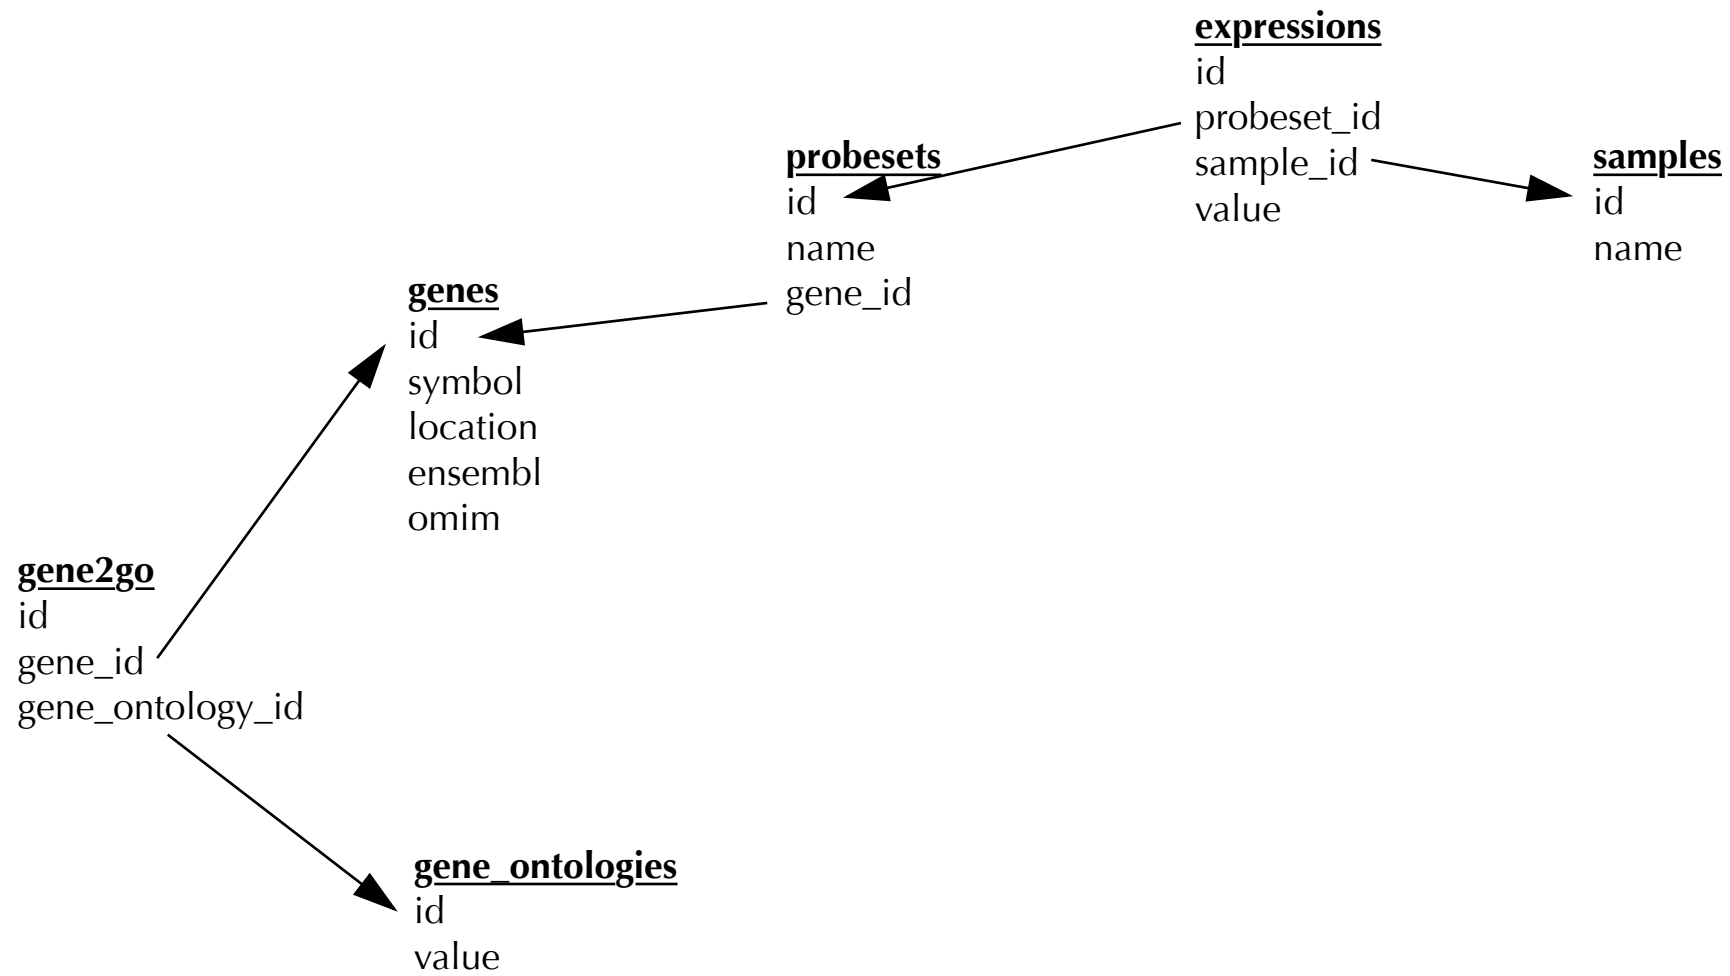 expressions
id
probeset_id
sample_id
value
probesets
id
name
gene_id
samples
id
name
genes
id
symbol
location
ensembl
omim
gene2go
id
gene_id
gene_ontology_id
gene_ontologies
id
value